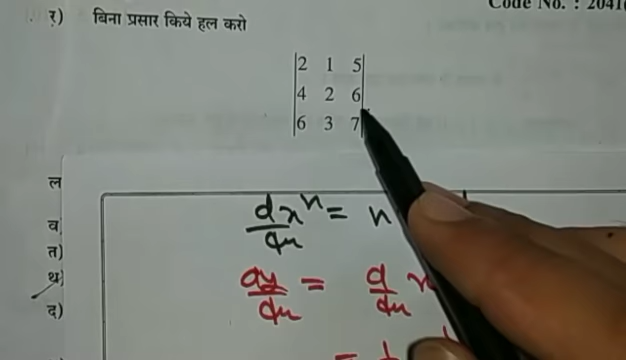 Code No. : 2041
र) बिना प्रसार किये हल करो
2 1 5
4 2 6
6 3 7
ल
व
त)
थ)
द)
d/dx xⁿ = n
dy/dx = d/dx
=